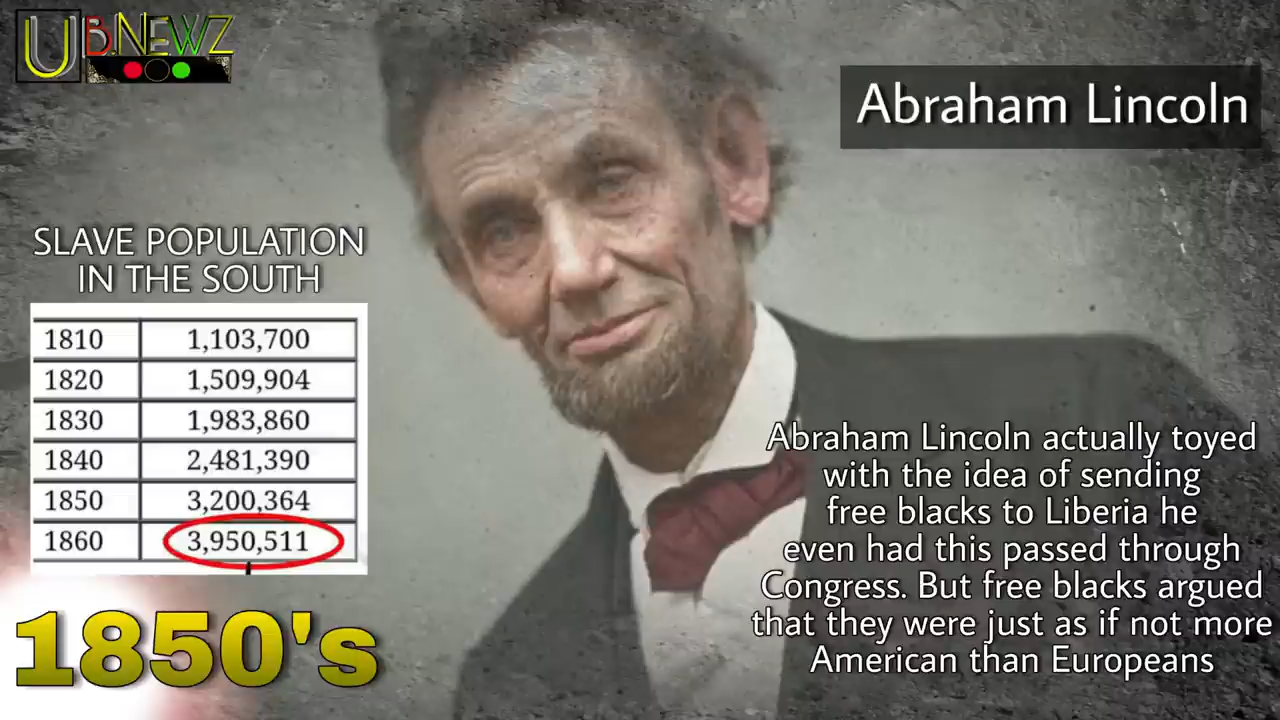 UB.NEWZ
Abraham Lincoln
SLAVE POPULATION
IN THE SOUTH
1810 1,103,700
1820 1,509,904
1830 1,983,860
1840 2,481,390
1850 3,200,364
1860 3,950,511
1850's
Abraham Lincoln actually toyed
with the idea of sending
free blacks to Liberia he
even had this passed through
Congress. But free blacks argued
that they were just as if not more
American than Europeans